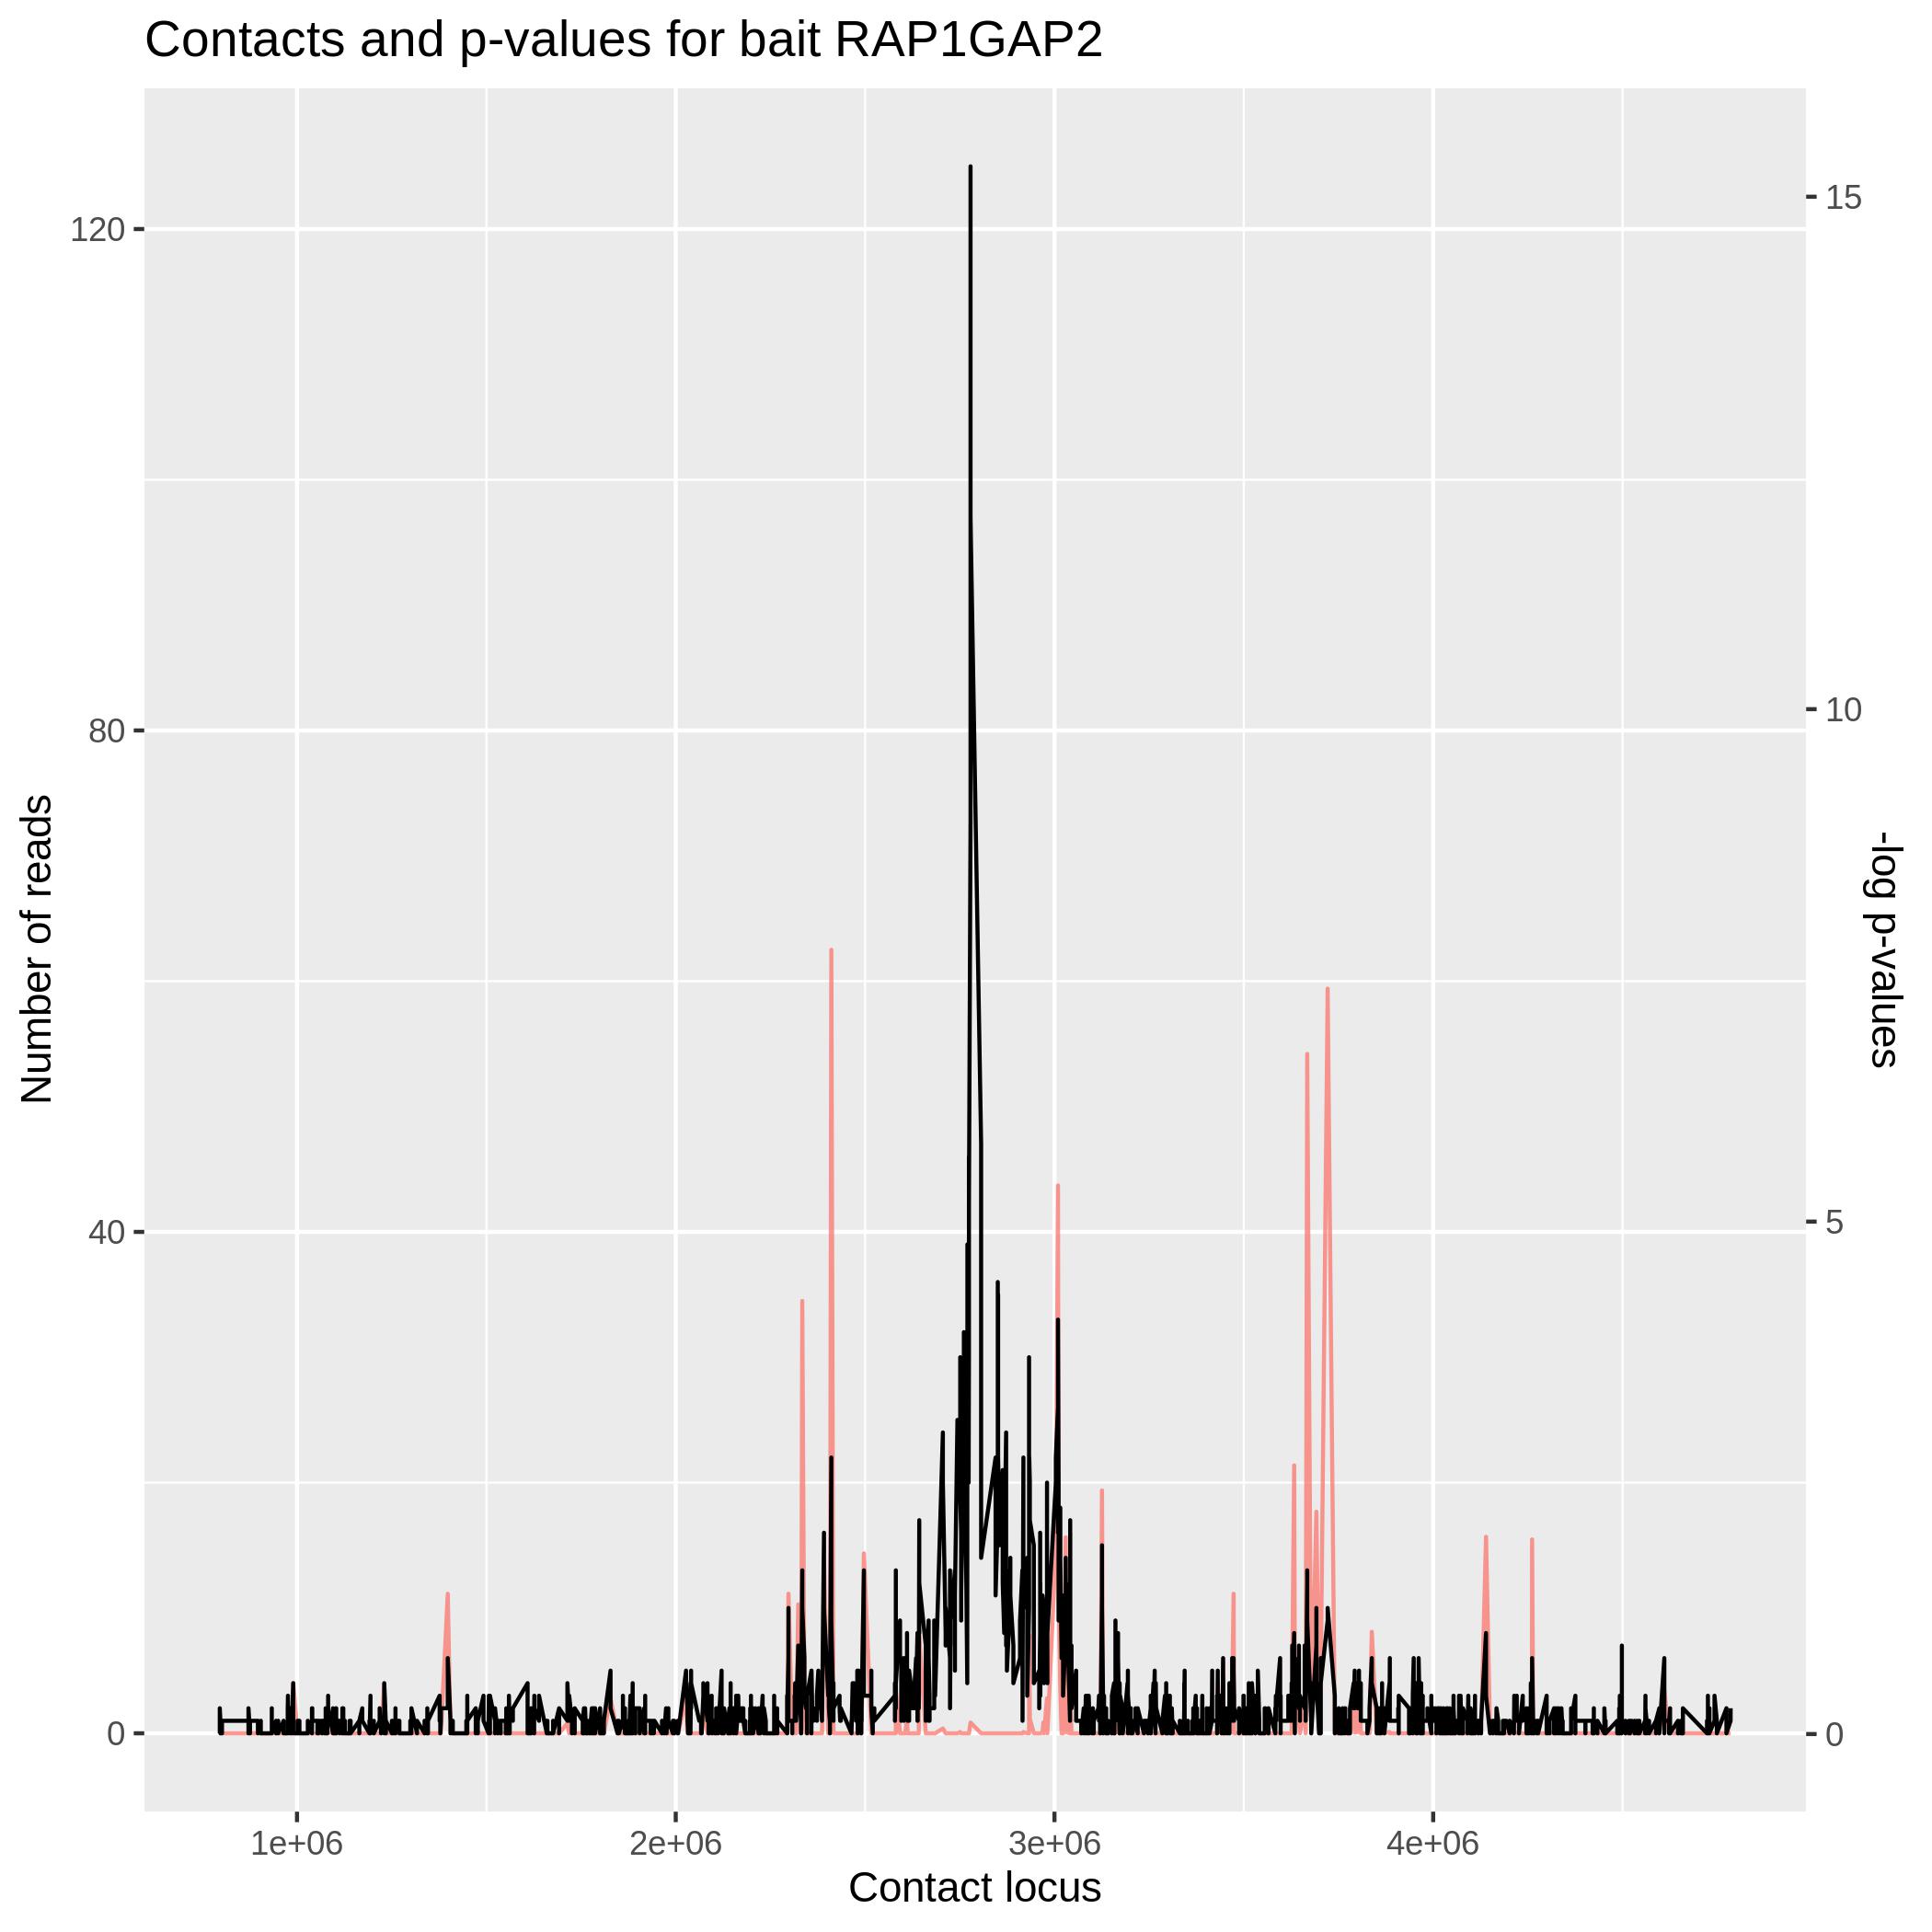 Contacts and p-values for bait RAP1GAP2
120
80
40
0
Number of reads
15
10
5
0
-log p-values
1e+06
2e+06
3e+06
4e+06
Contact locus